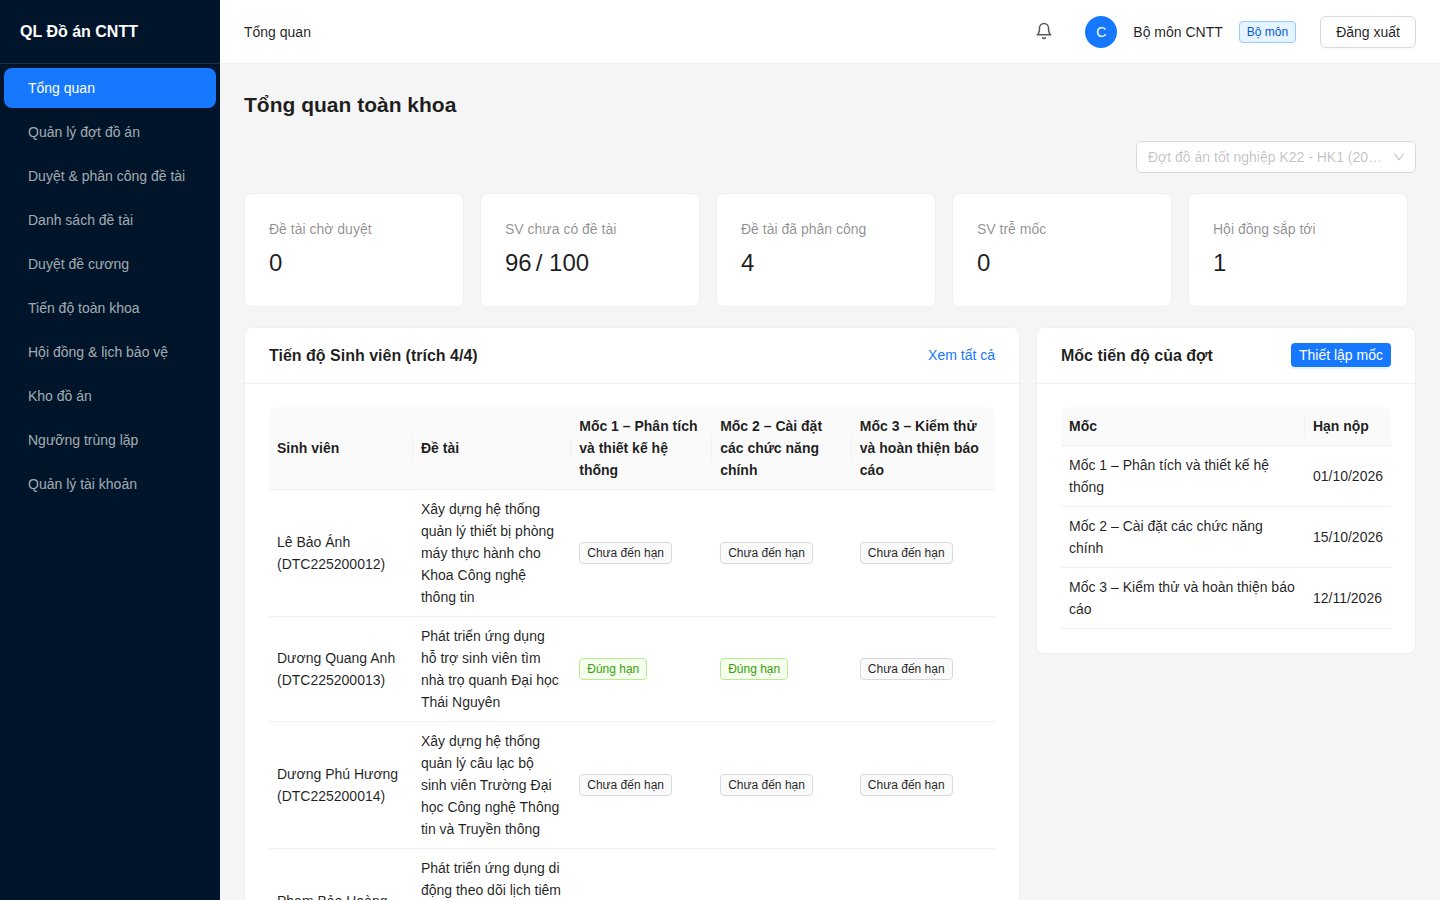 QL Đồ án CNTT
Tổng quan
Quản lý đợt đồ án
Duyệt & phân công đề tài
Danh sách đề tài
Duyệt đề cương
Tiến độ toàn khoa
Hội đồng & lịch bảo vệ
Kho đồ án
Ngưỡng trùng lặp
Quản lý tài khoản
Tổng quan
C
Bộ môn CNTT
Bộ môn
Đăng xuất
Tổng quan toàn khoa
Đợt đồ án tốt nghiệp K22 - HK1 (20...
Đề tài chờ duyệt
0
SV chưa có đề tài
96 / 100
Đề tài đã phân công
4
SV trễ mốc
0
Hội đồng sắp tới
1
Tiến độ Sinh viên (trích 4/4)
Xem tất cả
Sinh viên
Đề tài
Mốc 1 – Phân tích
và thiết kế hệ
thống
Mốc 2 – Cài đặt
các chức năng
chính
Mốc 3 – Kiểm thử
và hoàn thiện báo
cáo
Lê Bảo Ánh
(DTC225200012)
Xây dựng hệ thống
quản lý thiết bị phòng
máy thực hành cho
Khoa Công nghệ
thông tin
Chưa đến hạn
Chưa đến hạn
Chưa đến hạn
Dương Quang Anh
(DTC225200013)
Phát triển ứng dụng
hỗ trợ sinh viên tìm
nhà trọ quanh Đại học
Thái Nguyên
Đúng hạn
Đúng hạn
Chưa đến hạn
Dương Phú Hương
(DTC225200014)
Xây dựng hệ thống
quản lý câu lạc bộ
sinh viên Trường Đại
học Công nghệ Thông
tin và Truyền thông
Chưa đến hạn
Chưa đến hạn
Chưa đến hạn
Phát triển ứng dụng di
động theo dõi lịch tiêm
Mốc tiến độ của đợt
Thiết lập mốc
Mốc
Hạn nộp
Mốc 1 – Phân tích và thiết kế hệ
thống
01/10/2026
Mốc 2 – Cài đặt các chức năng
chính
15/10/2026
Mốc 3 – Kiểm thử và hoàn thiện báo
cáo
12/11/2026